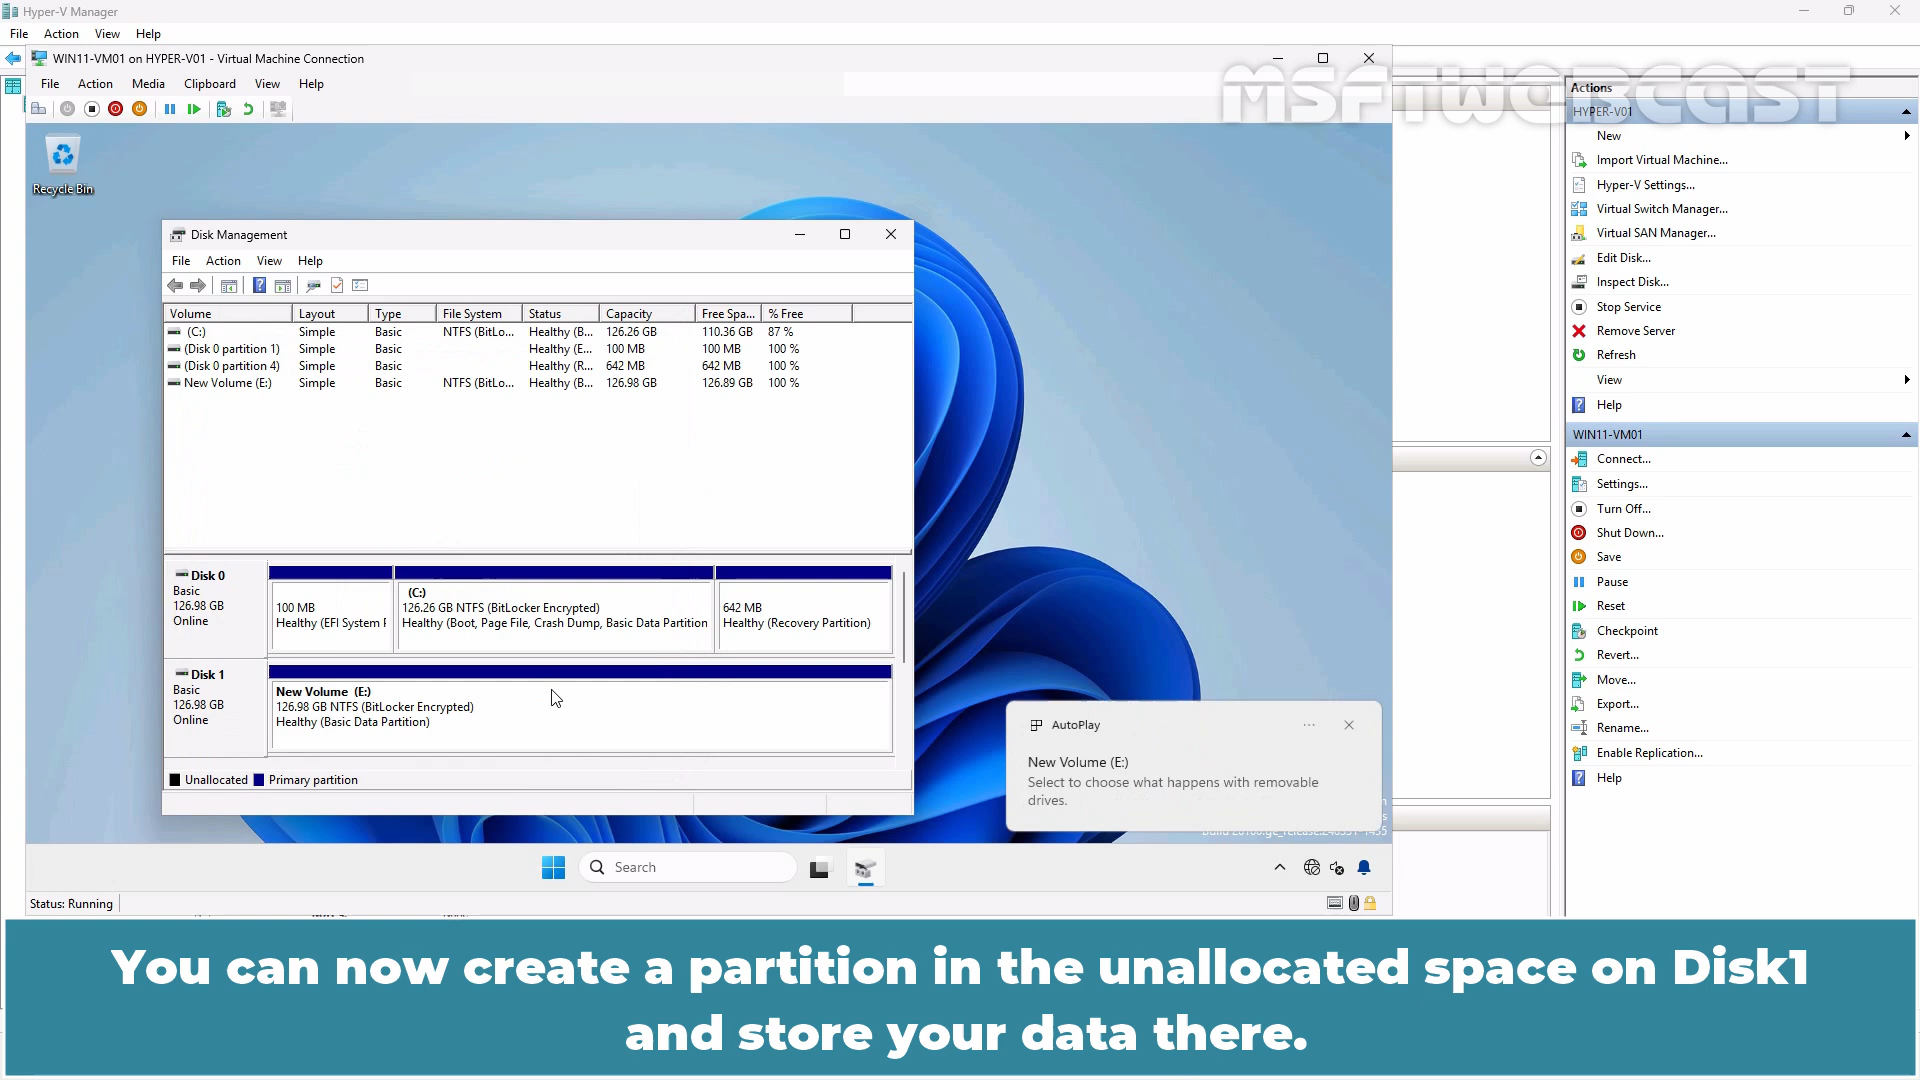 Hyper-V Manager
File Action View Help
WIN11-VM01 on HYPER-V01 - Virtual Machine Connection
File Action Media Clipboard View Help
MSFTWEBCAST
Recycle Bin
Disk Management
File Action View Help
Volume Layout Type File System Status Capacity Free Spa... % Free
(C:) Simple Basic NTFS (BitLo... Healthy (B... 126.26 GB 110.36 GB 87 %
(Disk 0 partition 1) Simple Basic Healthy (E... 100 MB 100 MB 100 %
(Disk 0 partition 4) Simple Basic Healthy (R... 642 MB 642 MB 100 %
New Volume (E:) Simple Basic NTFS (BitLo... Healthy (B... 126.98 GB 126.89 GB 100 %
Disk 0
Basic
126.98 GB
Online
100 MB
Healthy (EFI System
(C:)
126.26 GB NTFS (BitLocker Encrypted)
Healthy (Boot, Page File, Crash Dump, Basic Data Partition
642 MB
Healthy (Recovery Partition)
Disk 1
Basic
126.98 GB
Online
New Volume (E:)
126.98 GB NTFS (BitLocker Encrypted)
Healthy (Basic Data Partition)
Unallocated Primary partition
AutoPlay
New Volume (E:)
Select to choose what happens with removable
drives.
Search
Status: Running
Actions
HYPER-V01
New
Import Virtual Machine...
Hyper-V Settings...
Virtual Switch Manager...
Virtual SAN Manager...
Edit Disk...
Inspect Disk...
Stop Service
Remove Server
Refresh
View
Help
WIN11-VM01
Connect...
Settings...
Turn Off...
Shut Down...
Save
Pause
Reset
Checkpoint
Revert...
Move...
Export...
Rename...
Enable Replication...
Help
You can now create a partition in the unallocated space on Disk1
and store your data there.